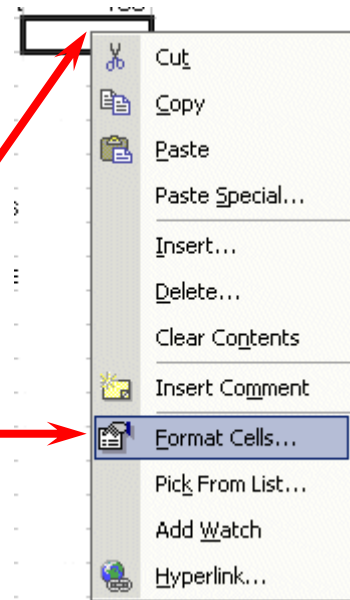 Cut
Copy
Paste
Paste Special...
Insert...
Delete...
Clear Contents
Insert Comment
Format Cells...
Pick From List...
Add Watch
Hyperlink...